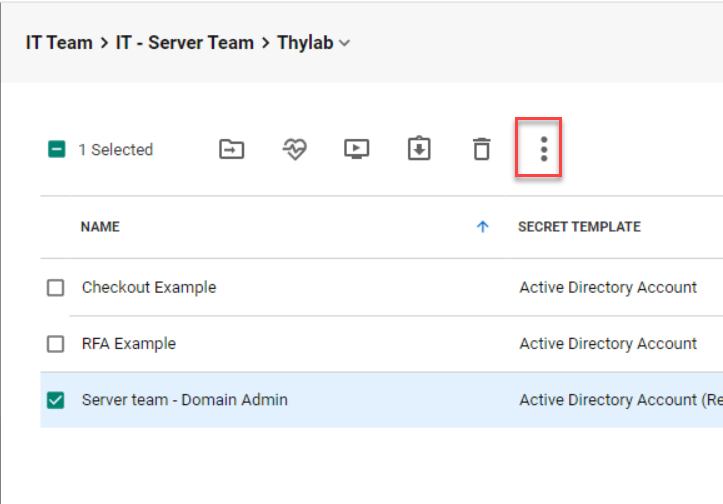 IT Team > IT - Server Team > Thylab
1 Selected
NAME SECRET TEMPLATE
Checkout Example Active Directory Account
RFA Example Active Directory Account
Server team - Domain Admin Active Directory Account (Re